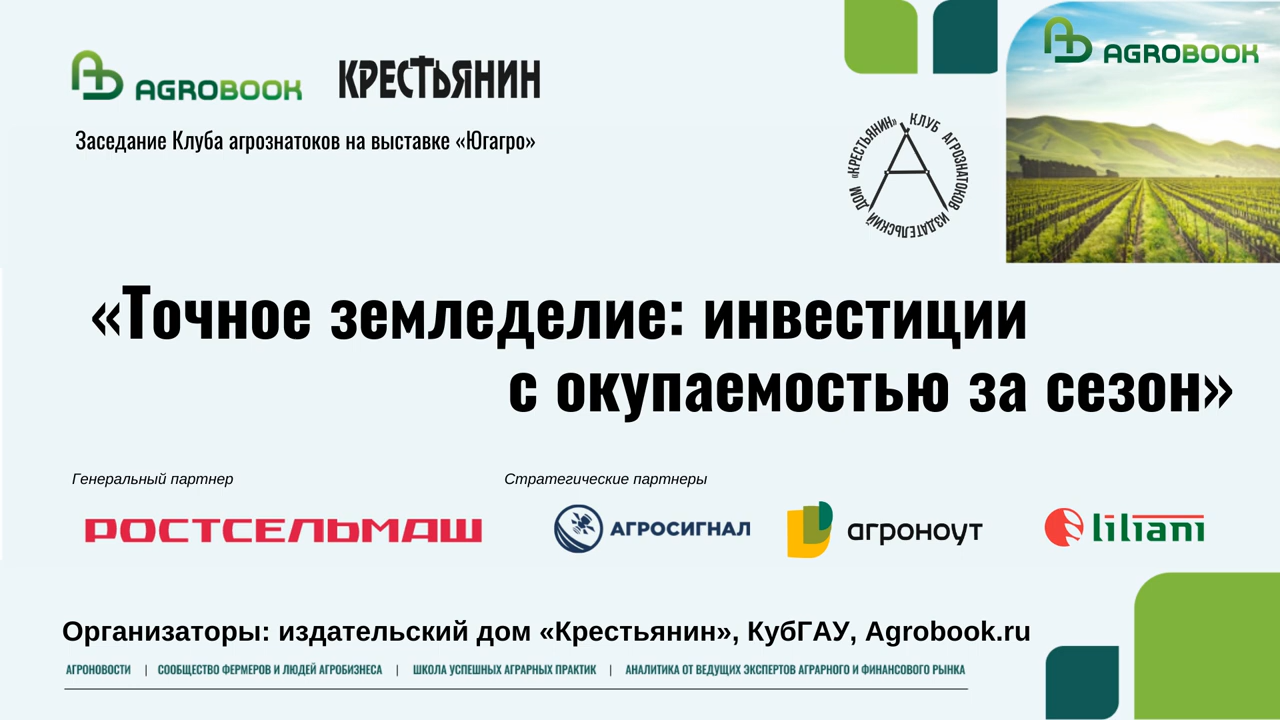 AGROBOOK
КРЕСТЬЯНИН
AGROBOOK
Заседание Клуба агрознатоков на выставке «Югагро»
КЛУБ АГРОЗНАТОКОВ ИЗДАТЕЛЬСКИЙ ДОМ «КРЕСТЬЯНИН»
«Точное земледелие: инвестиции
с окупаемостью за сезон»
Генеральный партнер
Стратегические партнеры
РОСТСЕЛЬМАШ
АГРОСИГНАЛ
агроноут
liliani
Организаторы: издательский дом «Крестьянин», КубГАУ, Agrobook.ru
АГРОНОВОСТИ | СООБЩЕСТВО ФЕРМЕРОВ И ЛЮДЕЙ АГРОБИЗНЕСА | ШКОЛА УСПЕШНЫХ АГРАРНЫХ ПРАКТИК | АНАЛИТИКА ОТ ВЕДУЩИХ ЭКСПЕРТОВ АГРАРНОГО И ФИНАНСОВОГО РЫНКА